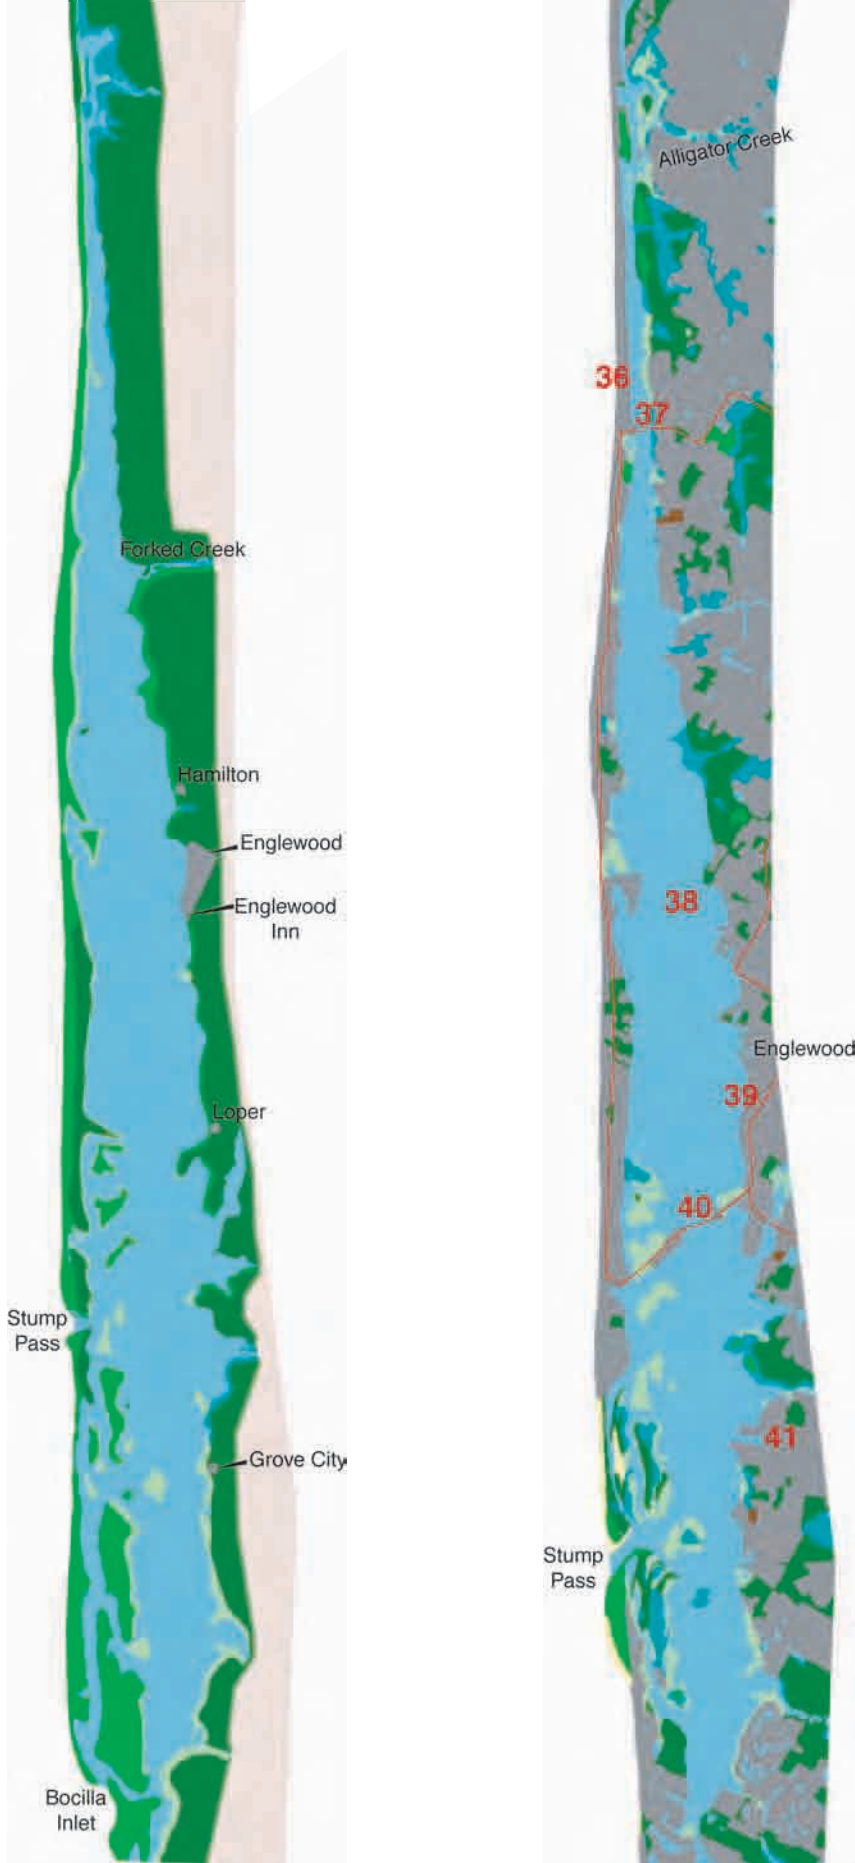 Forked Creek
Hamilton
Englewood
Englewood
Inn
Loper
Stump
Pass
Grove City
Bocilla
Inlet
Alligator Creek
36
37
38
Englewood
39
40
41
Stump
Pass